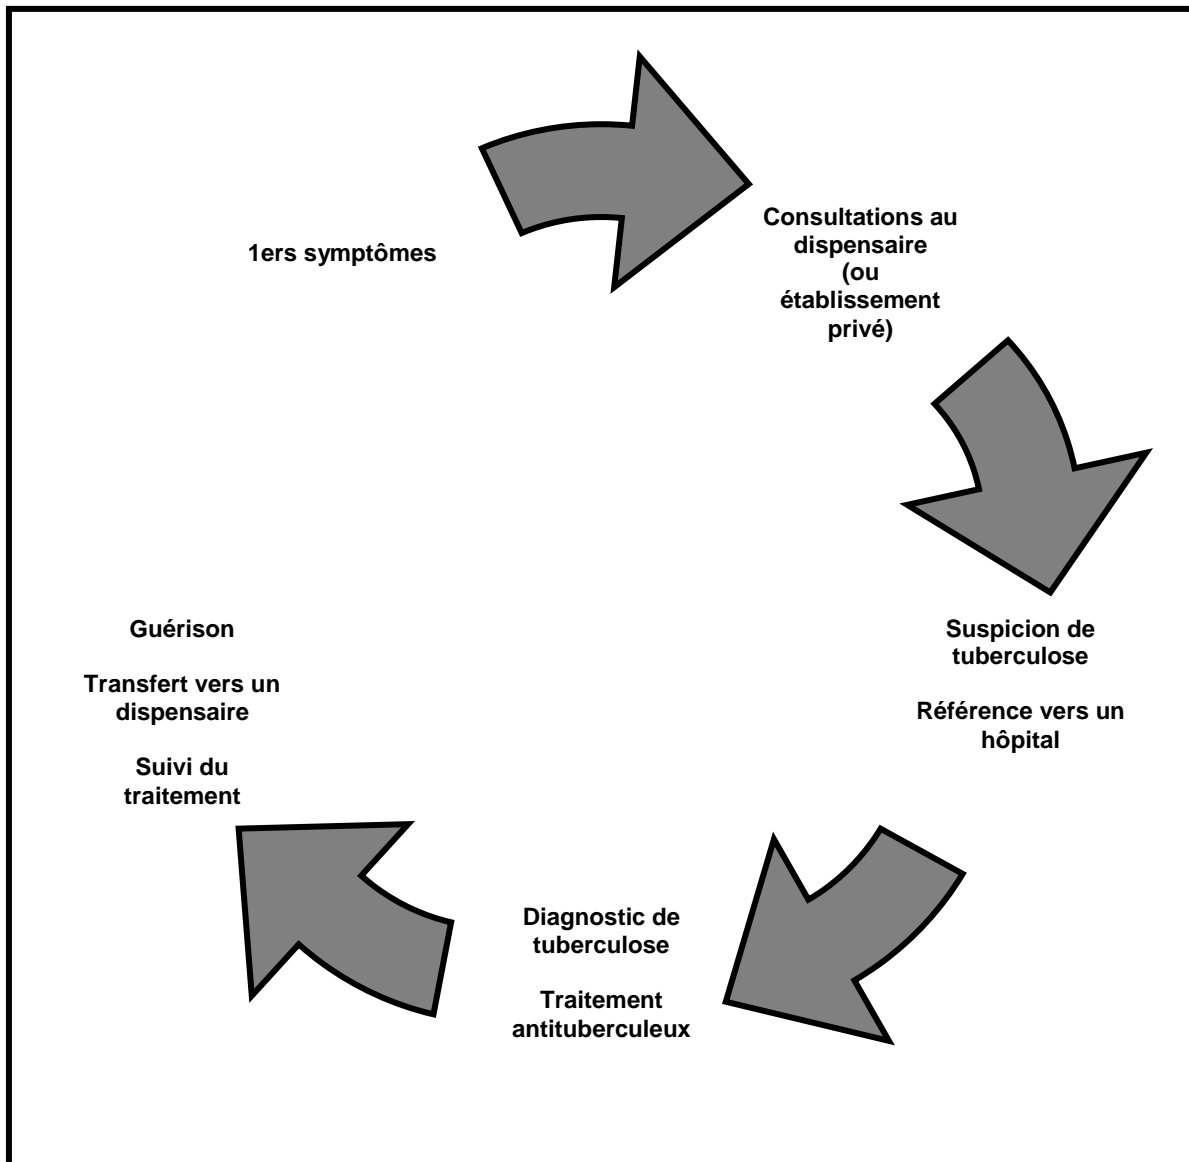 1ers symptômes
Consultations au
dispensaire
(ou
établissement
privé)
Suspicion de
tuberculose
Référence vers un
hôpital
Diagnostic de
tuberculose
Traitement
antituberculeux
Guérison
Transfert vers un
dispensaire
Suivi du
traitement